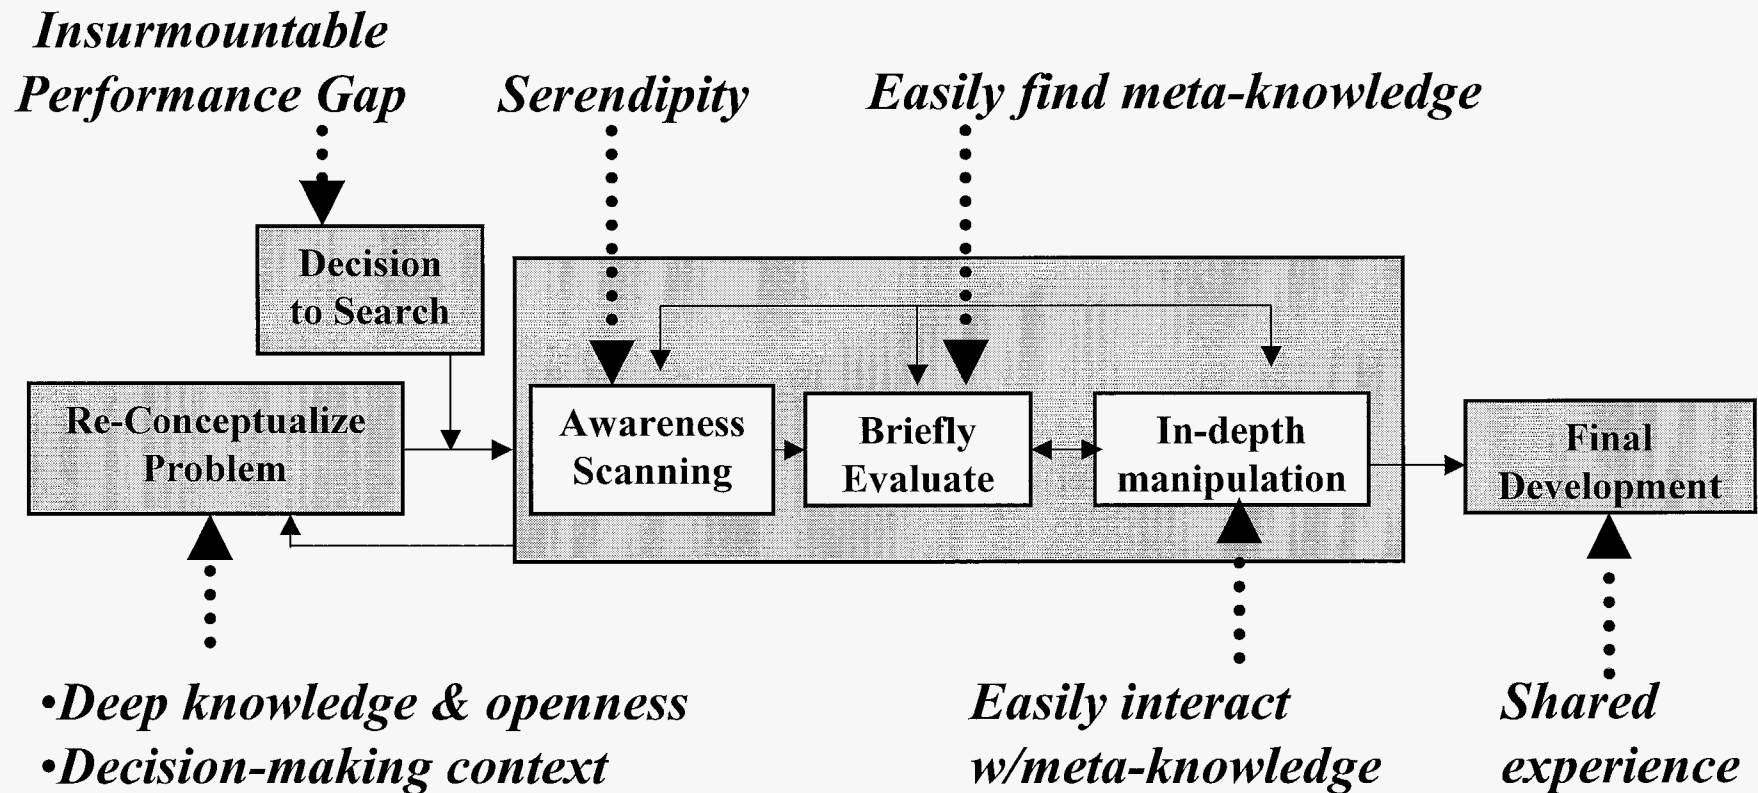 Insurmountable
Performance Gap
Serendipity
Easily find meta-knowledge
Decision
to Search
Re-Conceptualize
Problem
Awareness
Scanning
Briefly
Evaluate
In-depth
manipulation
Final
Development
•Deep knowledge & openness
•Decision-making context
Easily interact
w/meta-knowledge
Shared
experience